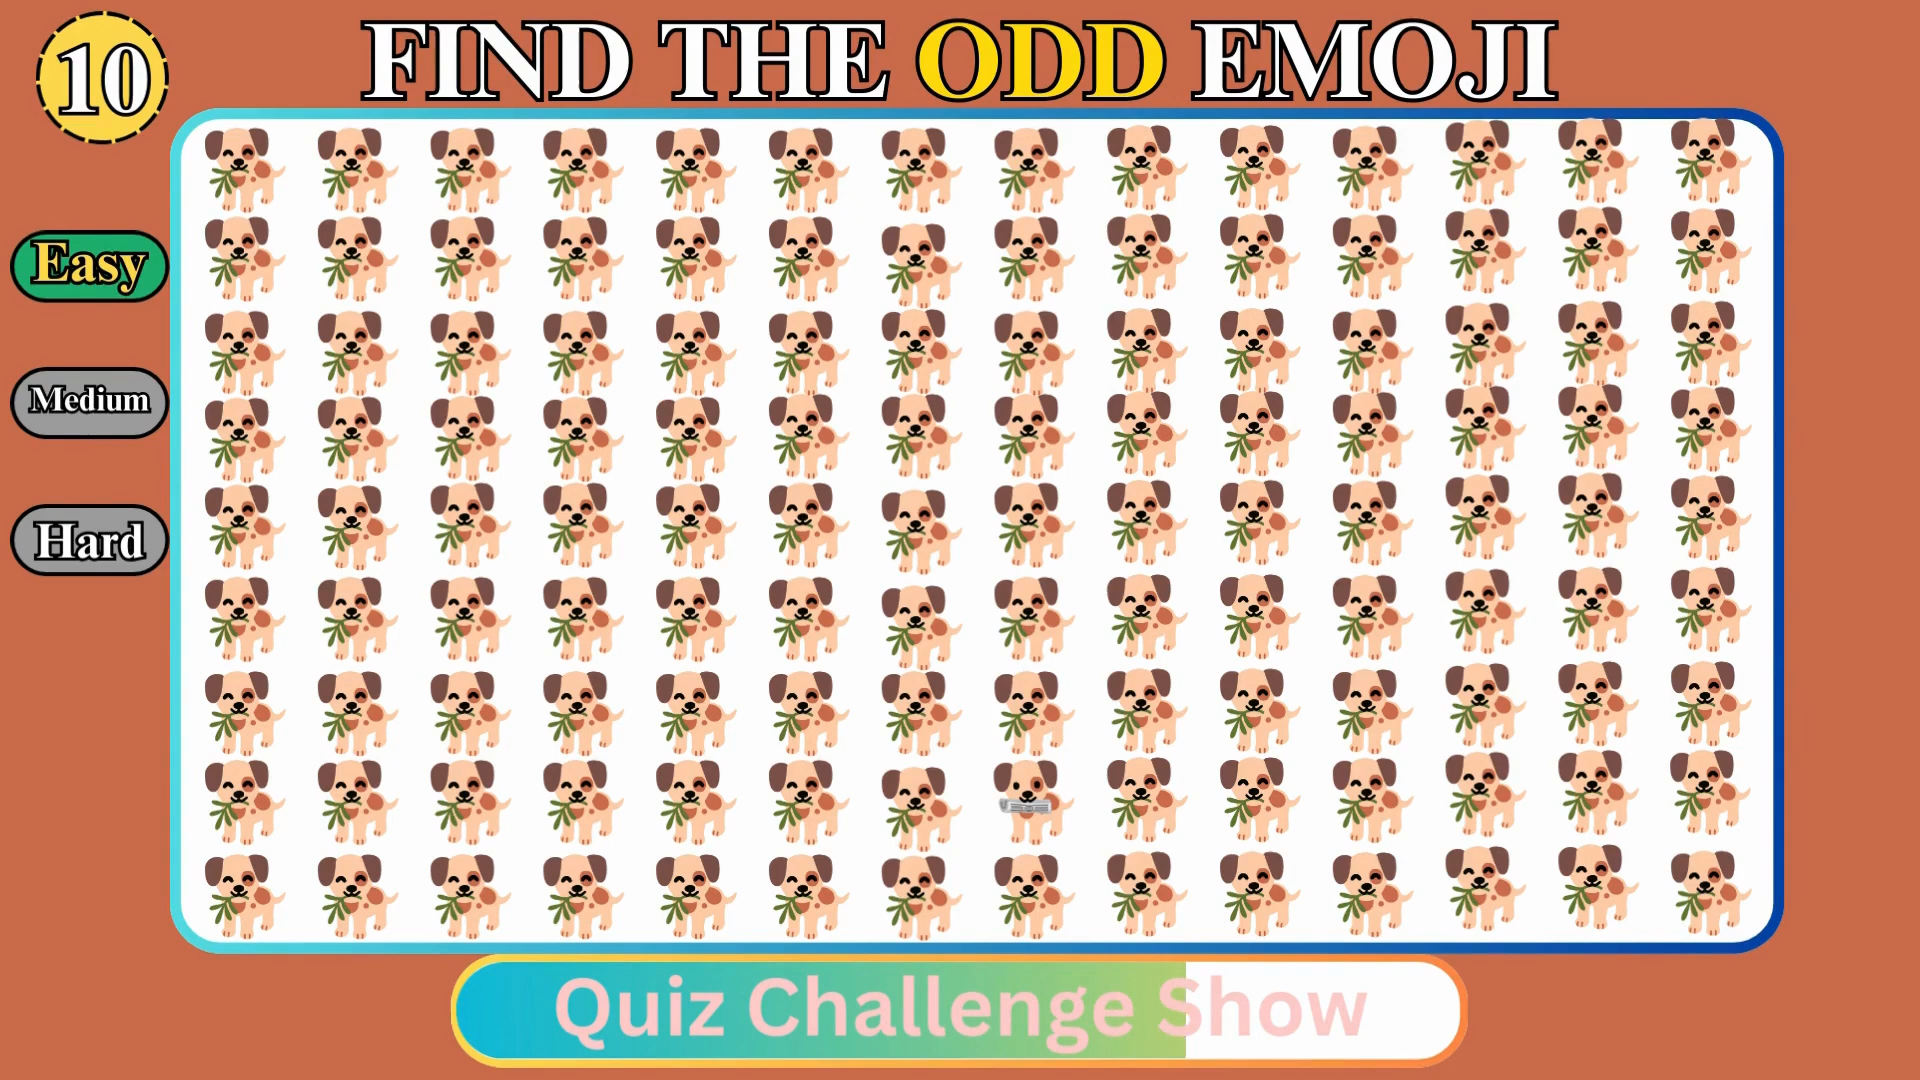 10
FIND THE ODD EMOJI
Easy
Medium
Hard
Quiz Challenge Show